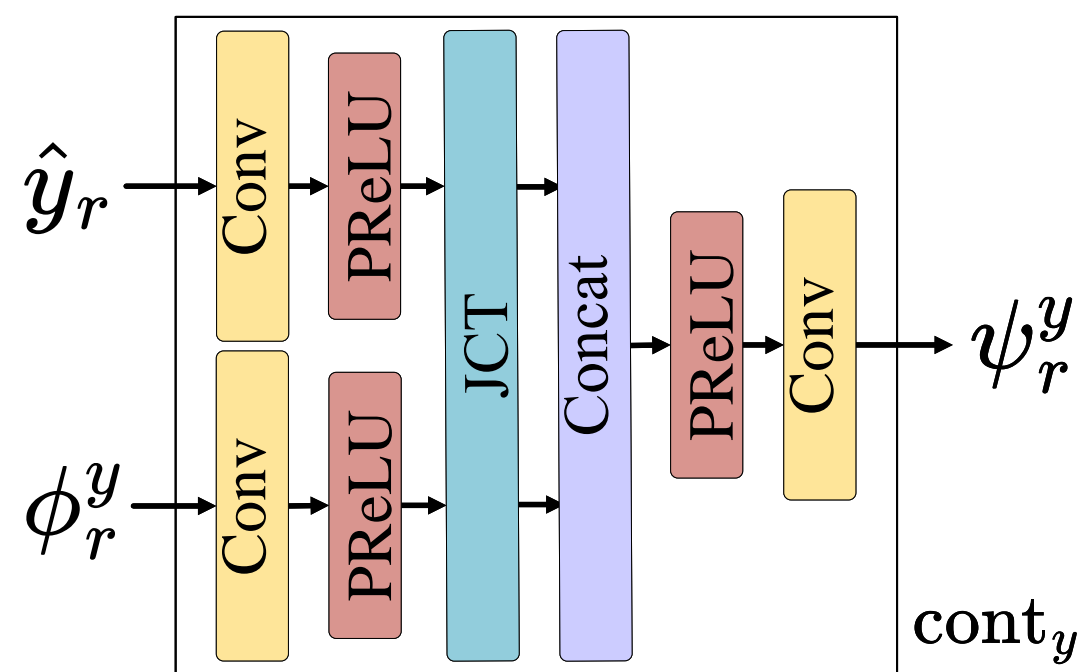 ŷ_r
Conv
PReLU
JCT
Concat
PReLU
Conv
ψ_r^y
ϕ_r^y
Conv
PReLU
cont_y